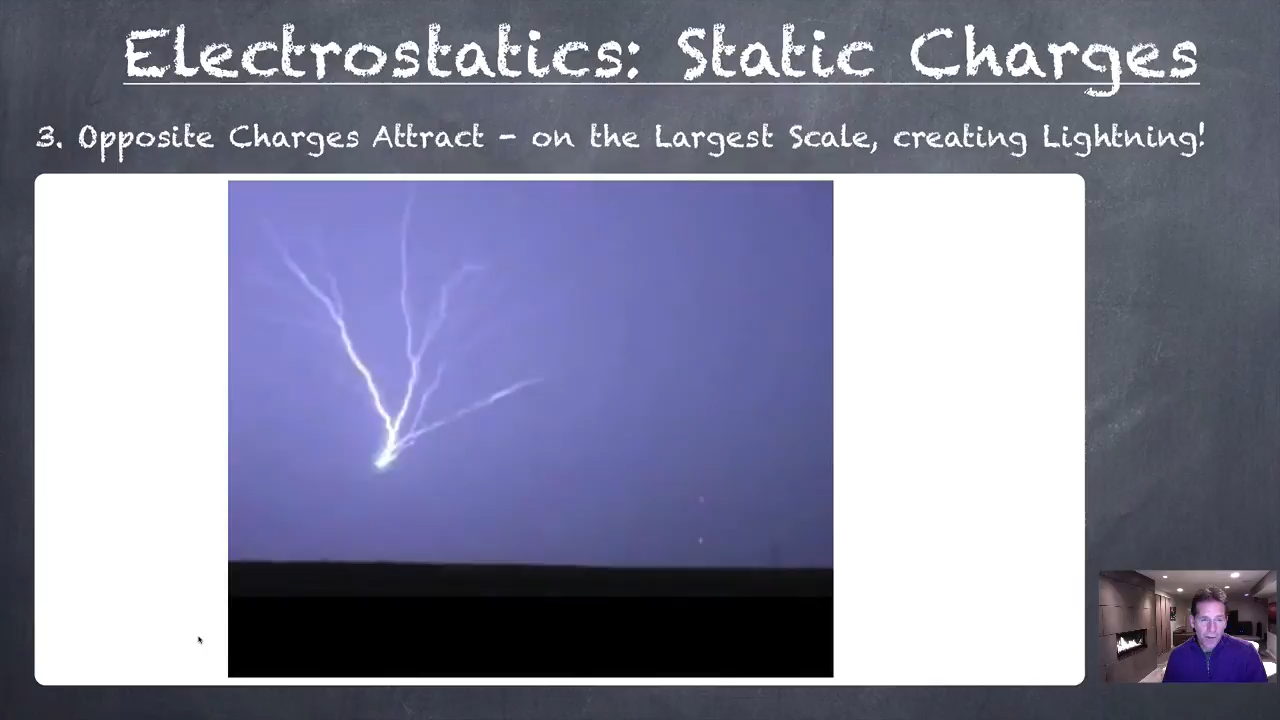 Electrostatics: Static Charges
3. Opposite Charges Attract - on the Largest Scale, creating Lightning!